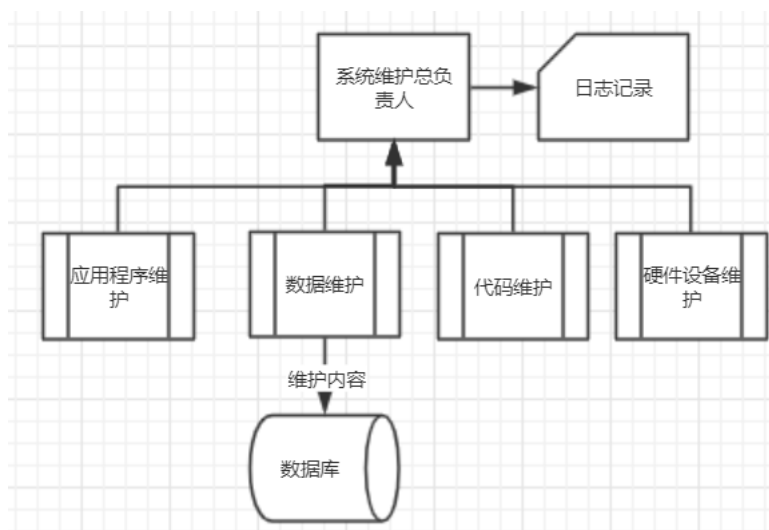 系统维护总负
责人
日志记录
应用程序维
护
数据维护
代码维护
硬件设备维
护
维护内容
数据库